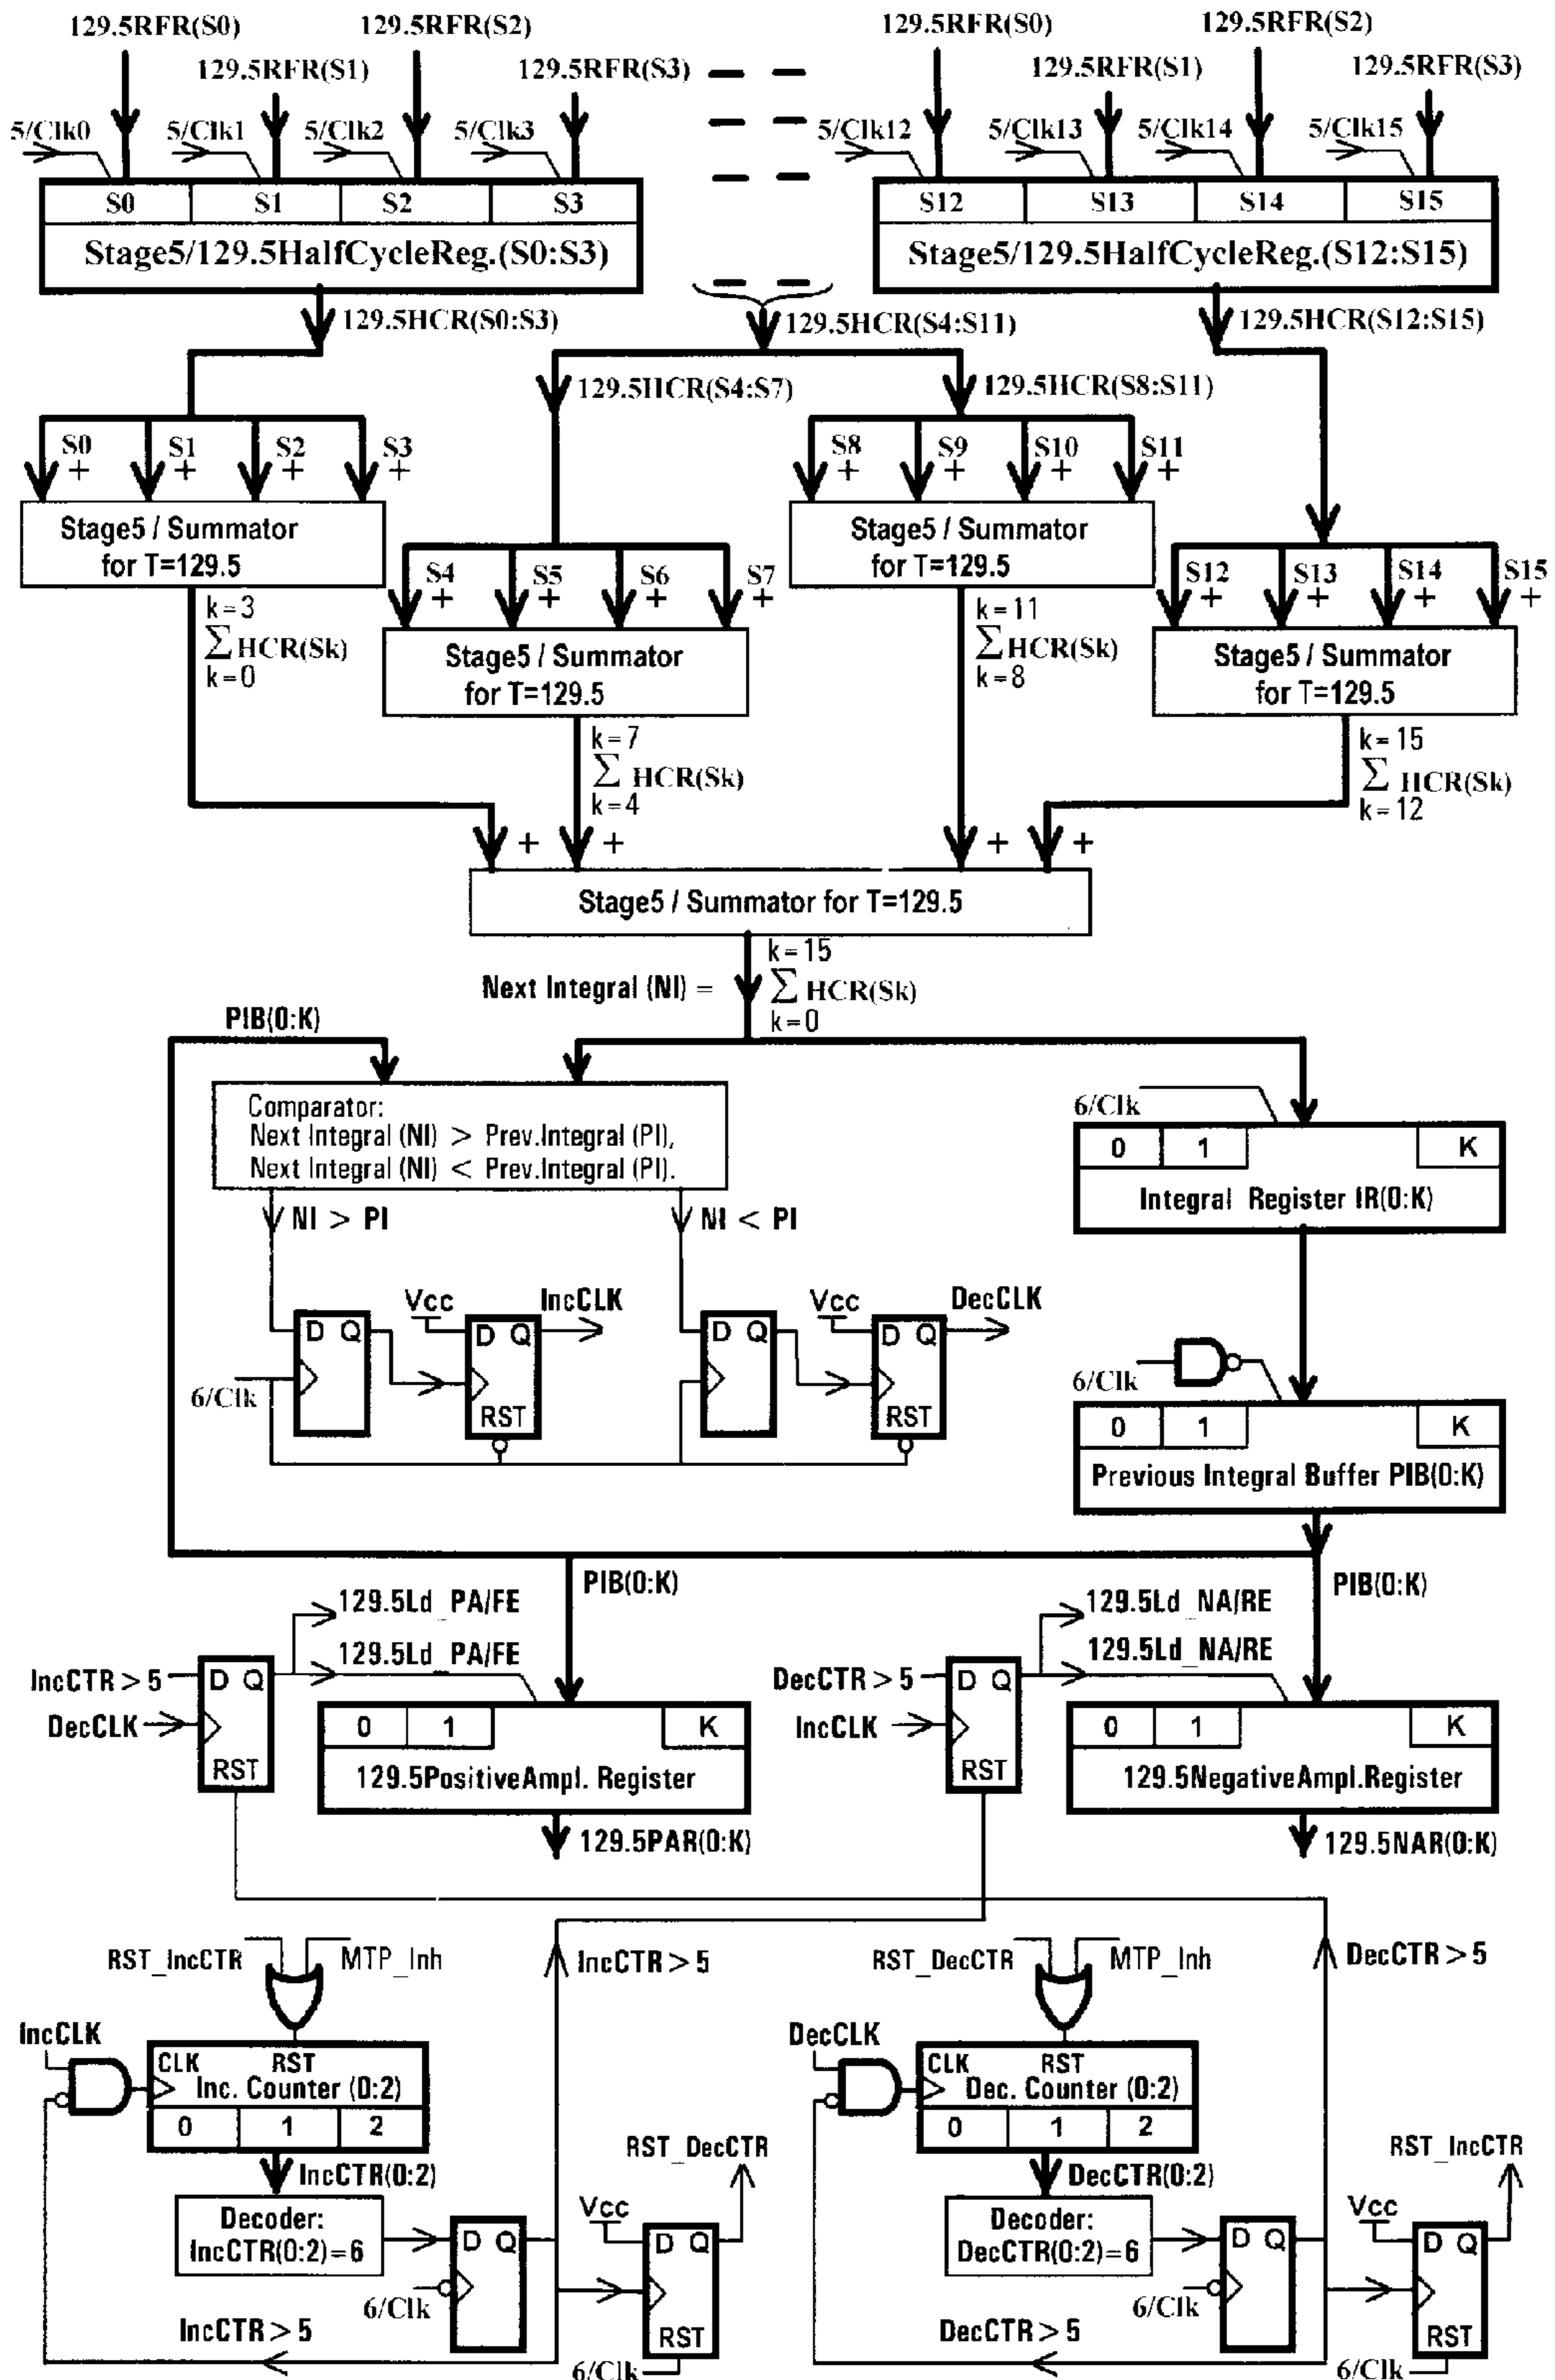 129.5RFR(S0) 129.5RFR(S2) 129.5RFR(S0) 129.5RFR(S2)
129.5RFR(S1) 129.5RFR(S3) 129.5RFR(S1) 129.5RFR(S3)
5/Clk0 5/Clk1 5/Clk2 5/Clk3 5/Clk12 5/Clk13 5/Clk14 5/Clk15
S0 S1 S2 S3 S12 S13 S14 S15
Stage5/129.5HalfCycleReg.(S0:S3) Stage5/129.5HalfCycleReg.(S12:S15)
129.5HCR(S0:S3) 129.5HCR(S4:S11) 129.5HCR(S12:S15)
129.5HCR(S4:S7) 129.5HCR(S8:S11)
S0 + S1 + S2 + S3 + S8 + S9 + S10 + S11 +
Stage5 / Summator
for T=129.5
Stage5 / Summator
for T=129.5
S4 + S5 + S6 + S7 + S12 + S13 + S14 + S15 +
k=3
∑HCR(Sk)
k=0
Stage5 / Summator
for T=129.5
k=11
∑HCR(Sk)
k=8
Stage5 / Summator
for T=129.5
k=7
∑ HCR(Sk)
k=4
k=15
∑ HCR(Sk)
k=12
+ + + +
Stage5 / Summator for T=129.5
Next Integral (NI) =
k=15
∑ HCR(Sk)
k=0
PIB(0:K)
Comparator:
Next Integral (NI) > Prev.Integral (PI),
Next Integral (NI) < Prev.Integral (PI).
6/Clk
0 1 K
Integral Register IR(0:K)
NI > PI NI < PI
Vcc IncCLK Vcc DecCLK
D Q D Q D Q D Q
6/Clk
RST RST
6/Clk
0 1 K
Previous Integral Buffer PIB(0:K)
PIB(0:K) PIB(0:K)
129.5Ld_PA/FE 129.5Ld_NA/RE
129.5Ld_PA/FE 129.5Ld_NA/RE
IncCTR > 5 D Q DecCTR > 5 D Q
DecCLK 0 1 K IncCLK 0 1 K
RST 129.5PositiveAmpl. Register RST 129.5NegativeAmpl.Register
129.5PAR(0:K) 129.5NAR(0:K)
RST_IncCTR MTP_Inh IncCTR > 5 RST_DecCTR MTP_Inh DecCTR > 5
IncCLK DecCLK
CLK RST CLK RST
Inc. Counter (0:2) Dec. Counter (0:2)
0 1 2 0 1 2
RST_DecCTR RST_IncCTR
IncCTR(0:2) DecCTR(0:2)
Decoder:
IncCTR(0:2)=6
D Q
Vcc
D Q
Decoder:
DecCTR(0:2)=6
D Q
Vcc
D Q
6/Clk 6/Clk
IncCTR > 5 RST DecCTR > 5 RST
6/Clk 6/Clk